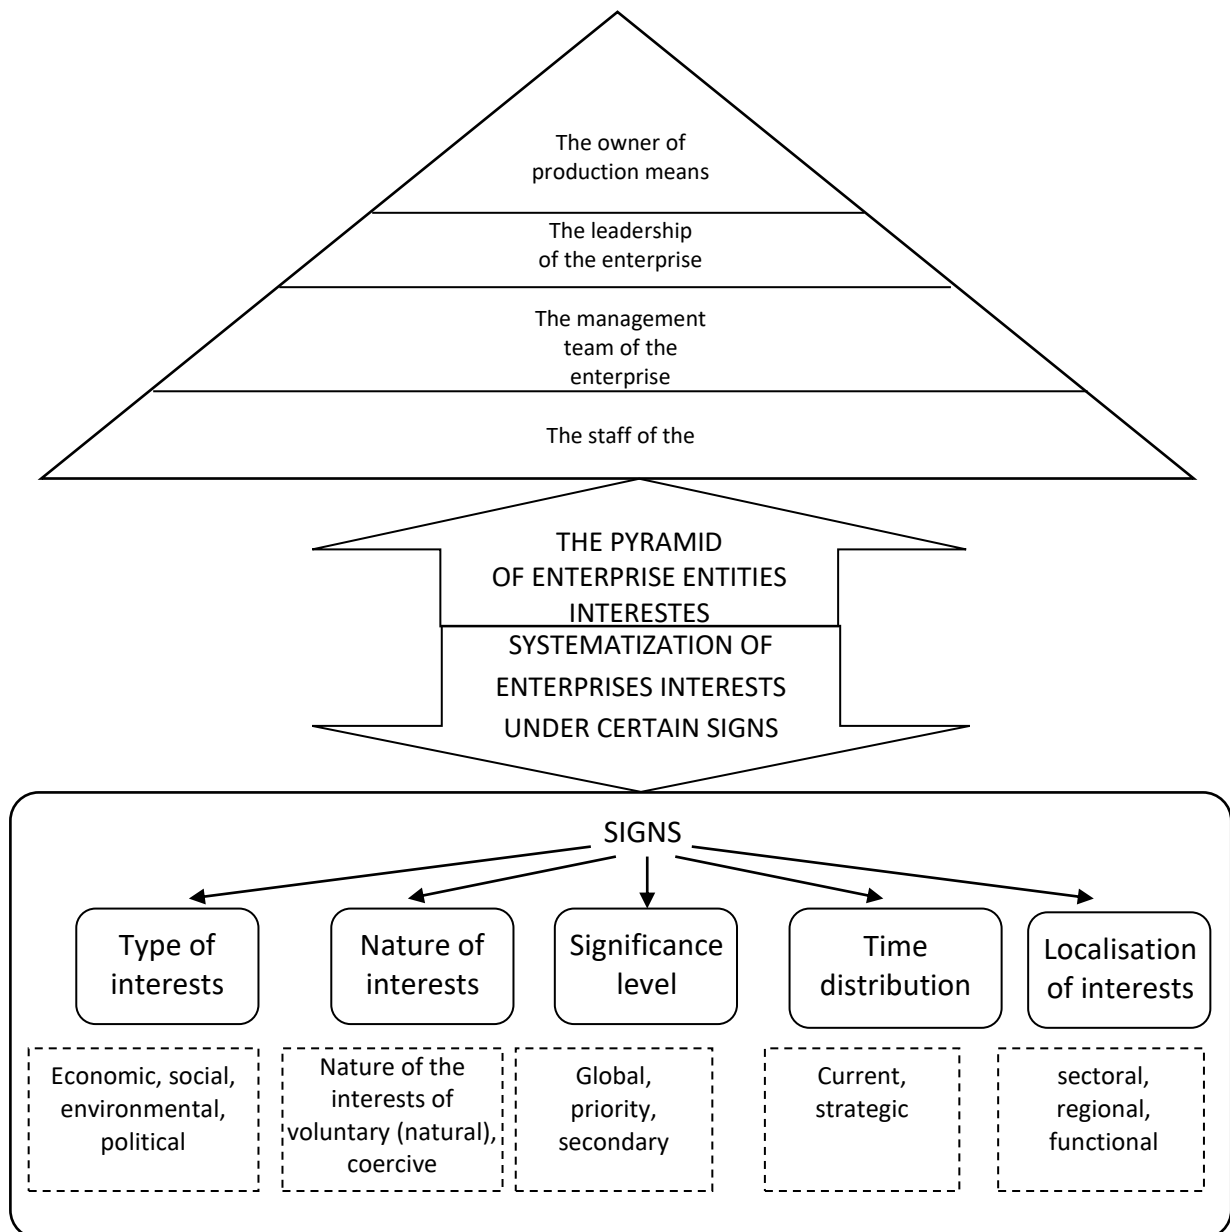 The owner of
production means
The leadership
of the enterprise
The management
team of the
enterprise
The staff of the
THE PYRAMID
OF ENTERPRISE ENTITIES
INTERESTES
SYSTEMATIZATION OF
ENTERPRISES INTERESTS
UNDER CERTAIN SIGNS
SIGNS
Type of
interests
Nature of
interests
Significance
level
Time
distribution
Localisation
of interests
Economic, social,
environmental,
political
Nature of the
interests of
voluntary (natural),
coercive
Global,
priority,
secondary
Current,
strategic
sectoral,
regional,
functional